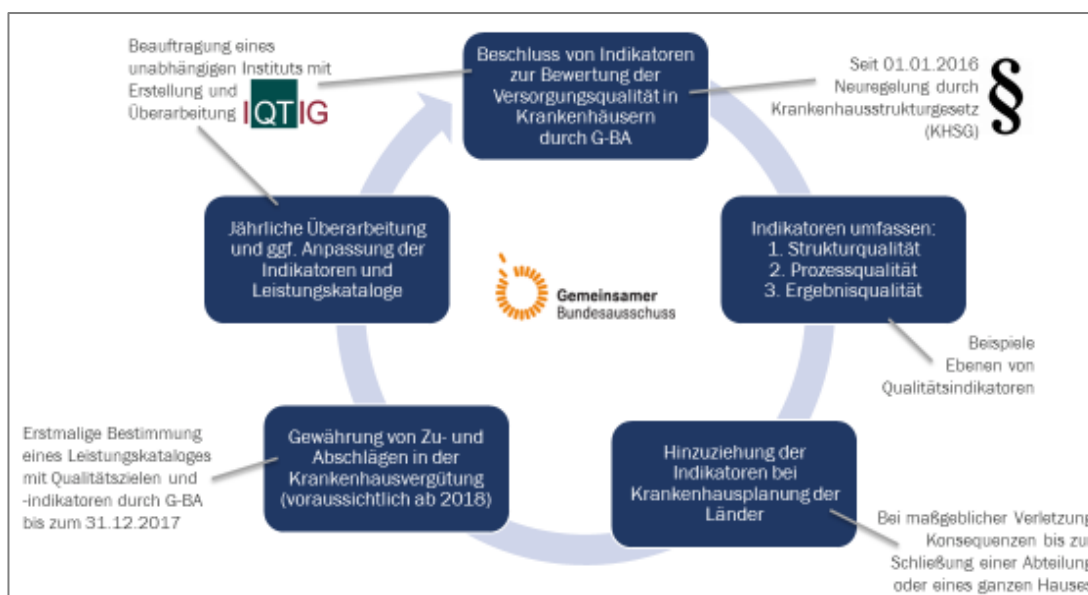 Beauftragung eines
unabhängigen Instituts mit
Erstellung und
Überarbeitung
IQTIG
Beschluss von Indikatoren
zur Bewertung der
Versorgungsqualität in
Krankenhäusern
durch G-BA
Seit 01.01.2016
Neuregelung durch
Krankenhausstrukturgesetz
(KHSG)
§
Jährliche Überarbeitung
und ggf. Anpassung der
Indikatoren und
Leistungskataloge
Gemeinsamer
Bundesausschuss
Indikatoren umfassen:
1. Strukturqualität
2. Prozessqualität
3. Ergebnisqualität
Beispiele
Ebenen von
Qualitätsindikatoren
Erstmalige Bestimmung
eines Leistungskataloges
mit Qualitätszielen und
-indikatoren durch G-BA
bis zum 31.12.2017
Gewährung von Zu- und
Abschlägen in der
Krankenhausvergütung
(voraussichtlich ab 2018)
Hinzuziehung der
Indikatoren bei
Krankenhausplanung der
Länder
Bei maßgeblicher Verletzung
Konsequenzen bis zur
Schließung einer Abteilung
oder eines ganzen Hauses